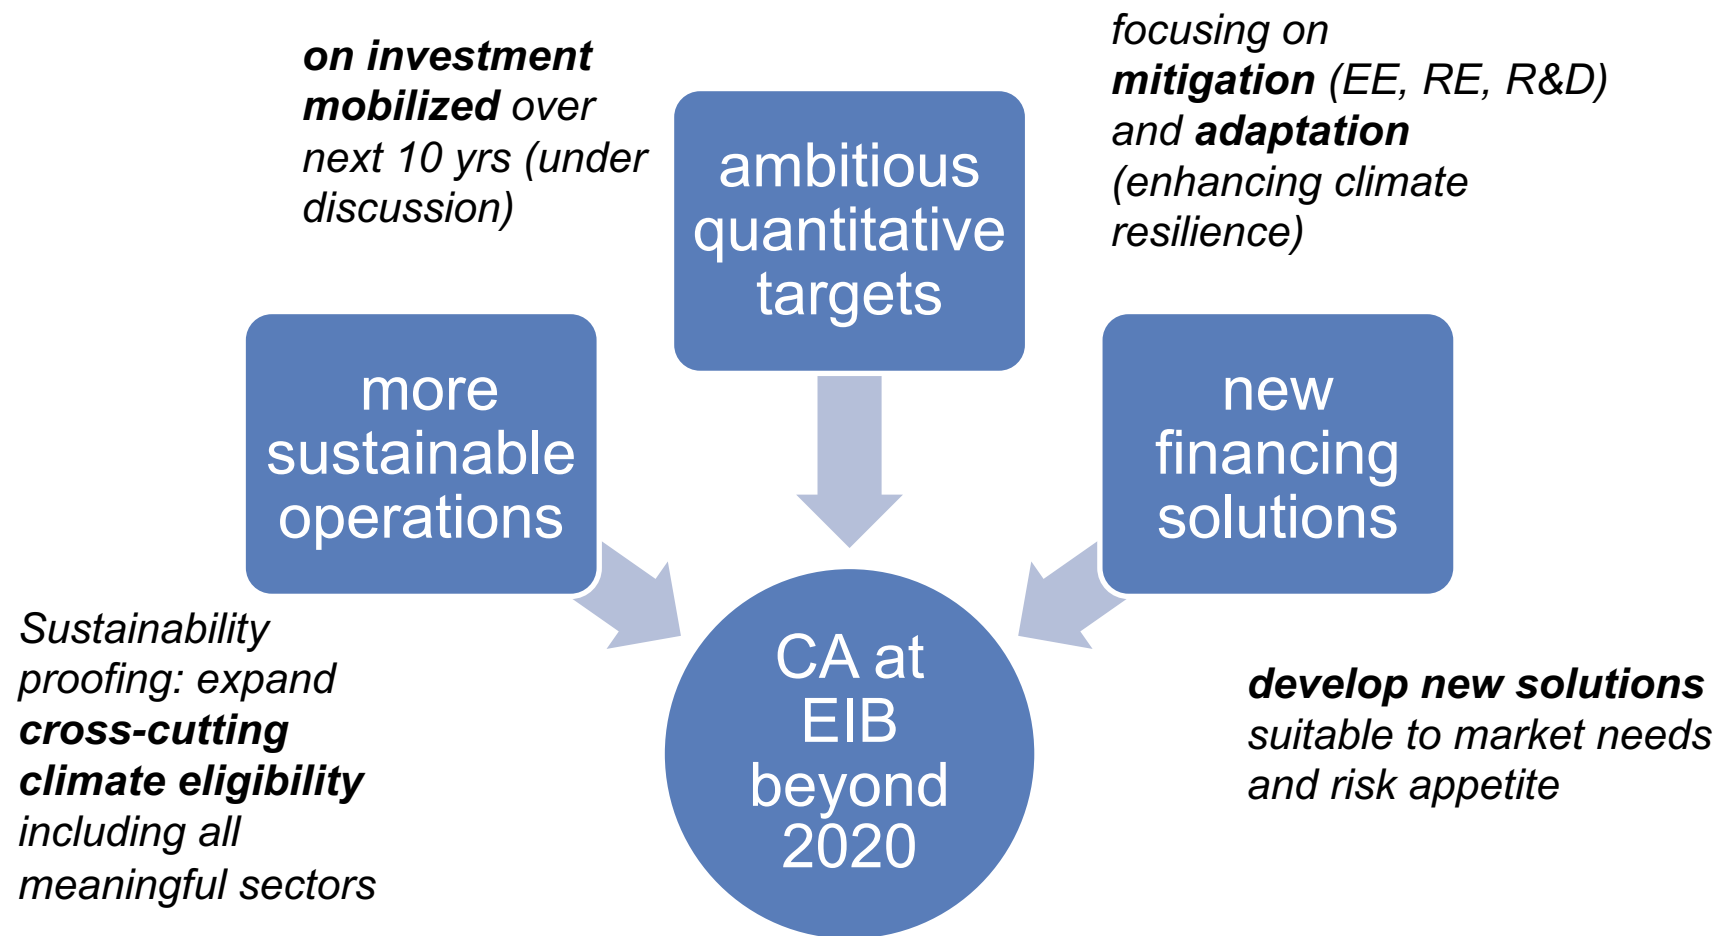 on investment
mobilized over
next 10 yrs (under
discussion)
ambitious
quantitative
targets
focusing on
mitigation (EE, RE, R&D)
and adaptation
(enhancing climate
resilience)
more
sustainable
operations
new
financing
solutions
Sustainability
proofing: expand
cross-cutting
climate eligibility
including all
meaningful sectors
CA at
EIB
beyond
2020
develop new solutions
suitable to market needs
and risk appetite